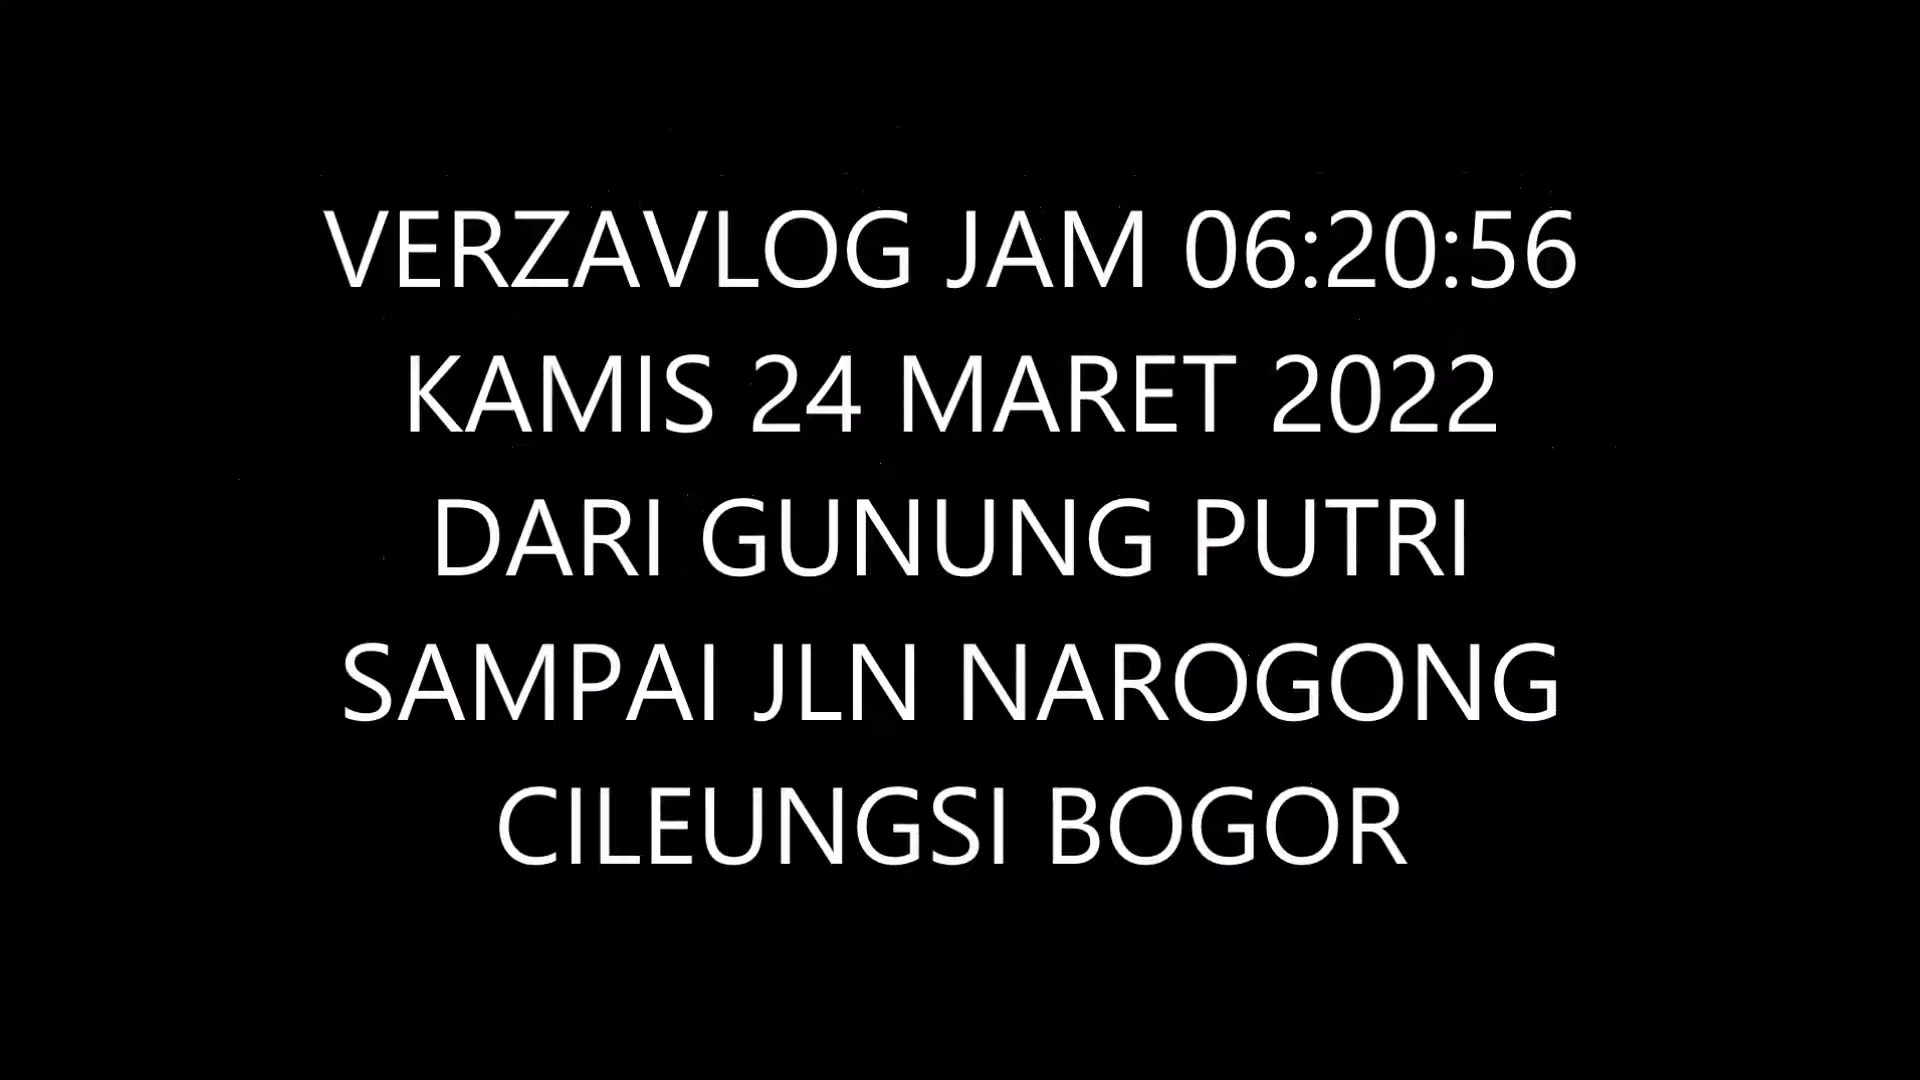 VERZAVLOG JAM 06:20:56
KAMIS 24 MARET 2022
DARI GUNUNG PUTRI
SAMPAI JLN NAROGONG
CILEUNGSI BOGOR